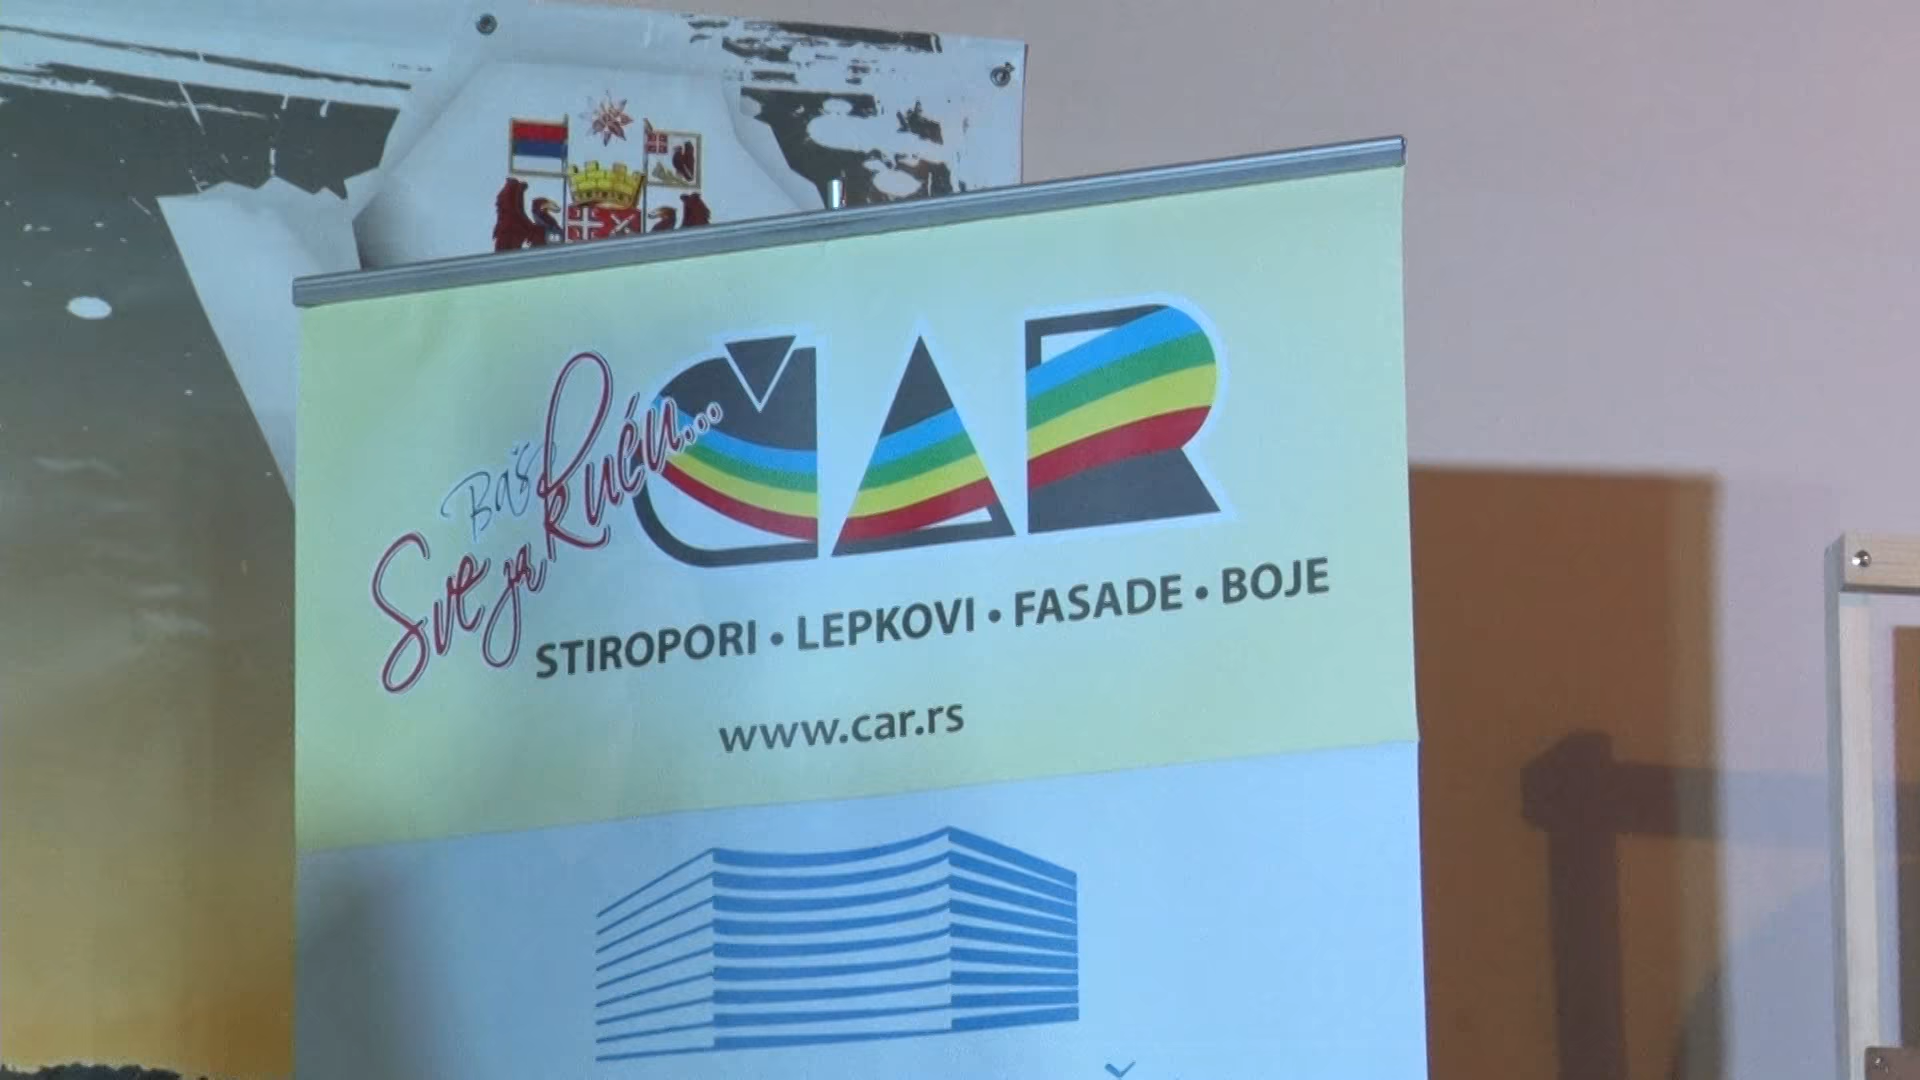 ČAR
Baš
Sve za kuću...
STIROPORI • LEPKOVI • FASADE • BOJE
www.car.rs